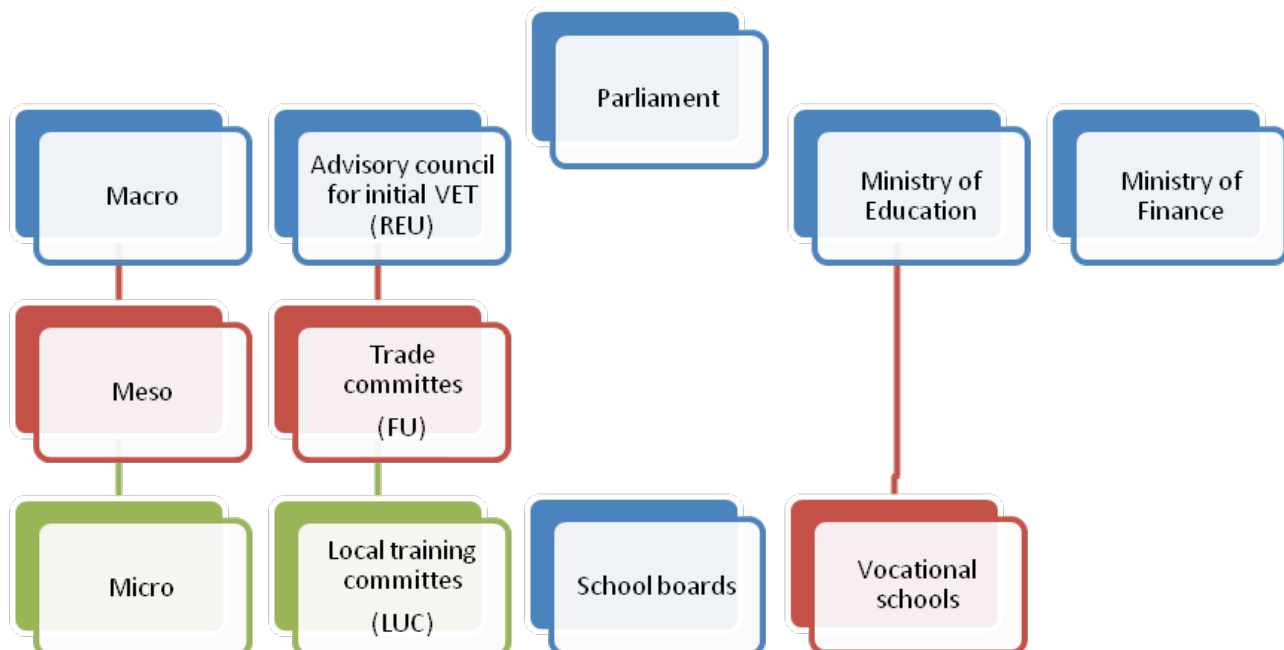 Parliament
Macro
Advisory council
for initial VET
(REU)
Ministry of
Education
Ministry of
Finance
Meso
Trade
committes
(FU)
Micro
Local training
committes
(LUC)
School boards
Vocational
schools